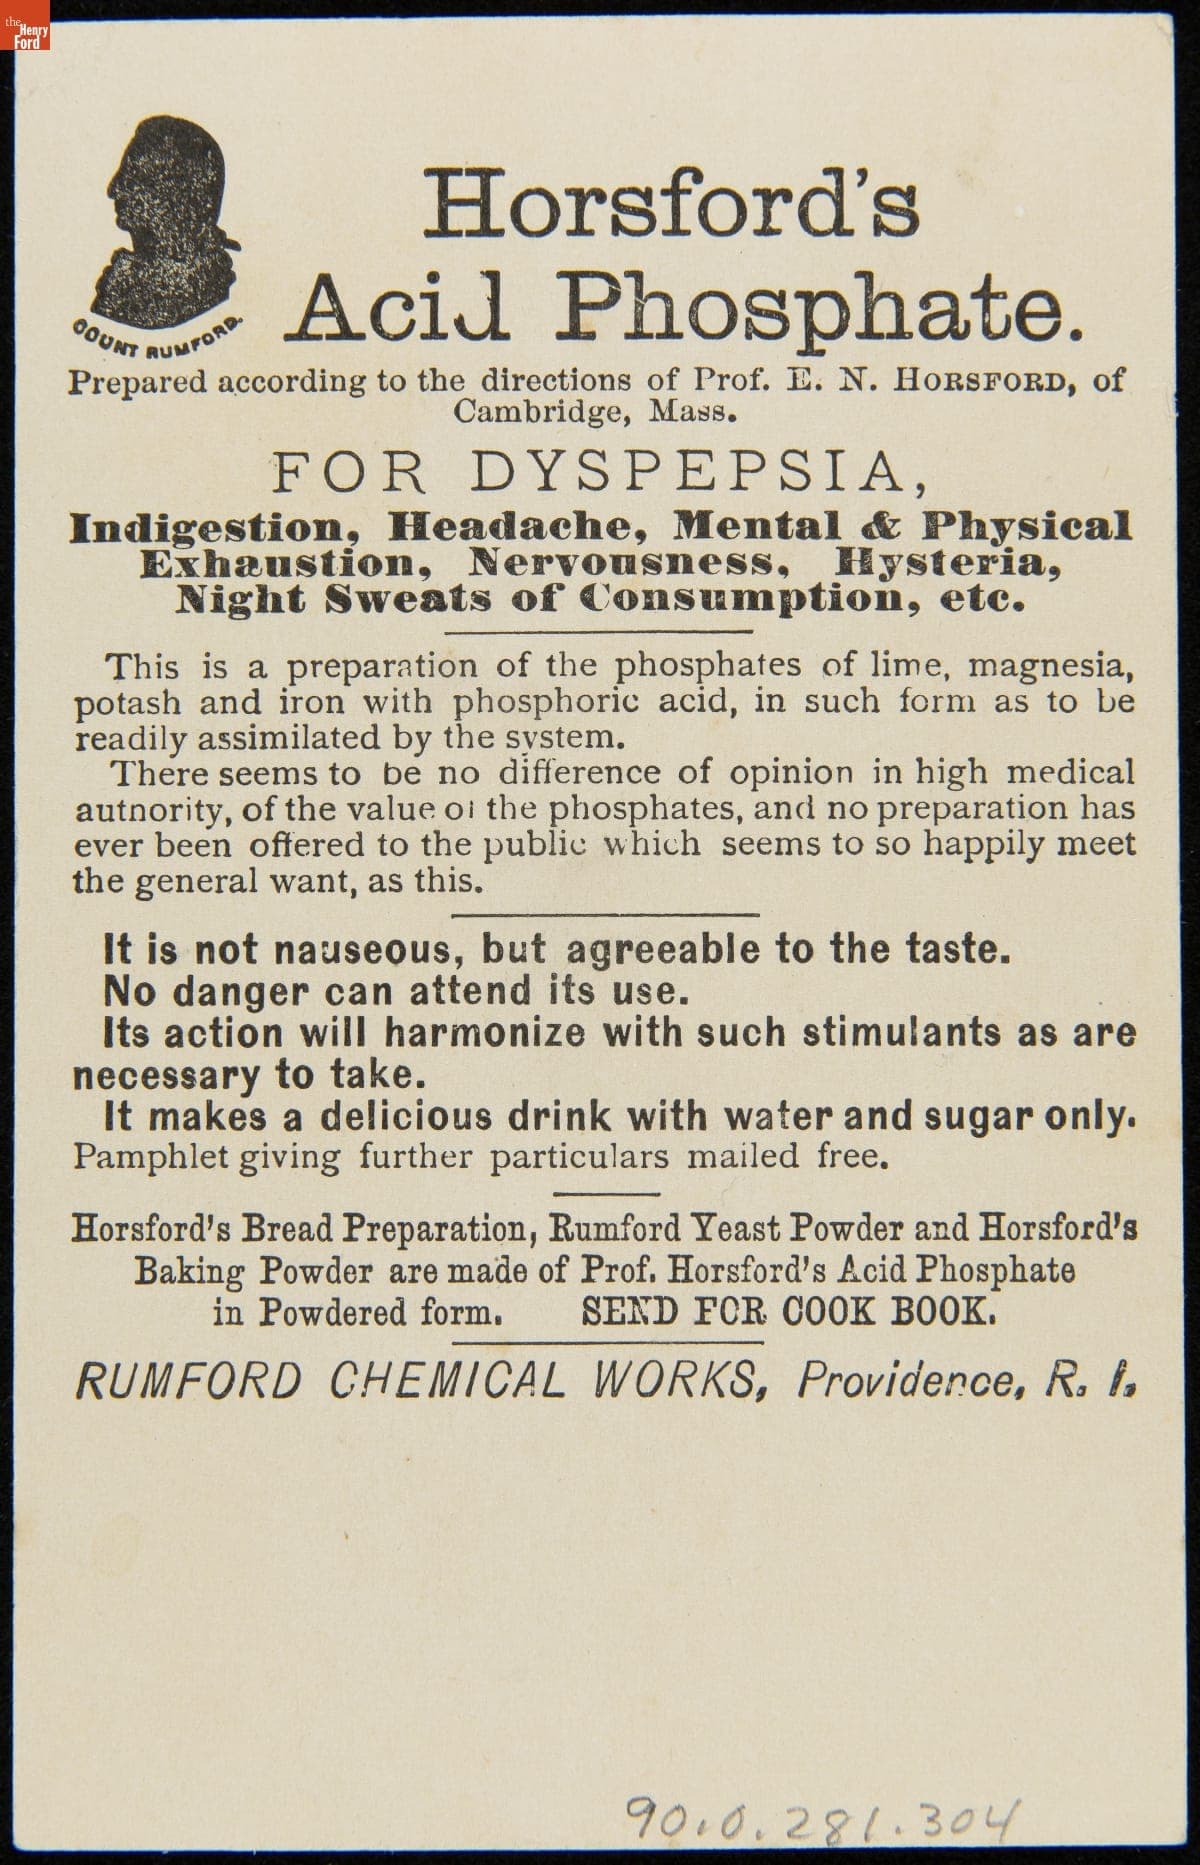 the
Henry
Ford
COUNT RUMFORD.
Horsford's
Acid Phosphate.
Prepared according to the directions of Prof. E. N. HORSFORD, of
Cambridge, Mass.
FOR DYSPEPSIA,
Indigestion, Headache, Mental & Physical
Exhaustion, Nervousness, Hysteria,
Night Sweats of Consumption, etc.
This is a preparation of the phosphates of lime, magnesia,
potash and iron with phosphoric acid, in such form as to be
readily assimilated by the system.
There seems to be no difference of opinion in high medical
autnority, of the value of the phosphates, and no preparation has
ever been offered to the public which seems to so happily meet
the general want, as this.
It is not nauseous, but agreeable to the taste.
No danger can attend its use.
Its action will harmonize with such stimulants as are
necessary to take.
It makes a delicious drink with water and sugar only.
Pamphlet giving further particulars mailed free.
Horsford's Bread Preparation, Rumford Yeast Powder and Horsford's
Baking Powder are made of Prof. Horsford's Acid Phosphate
in Powdered form. SEND FOR COOK BOOK.
RUMFORD CHEMICAL WORKS, Providence, R. I.
90.0.281.304